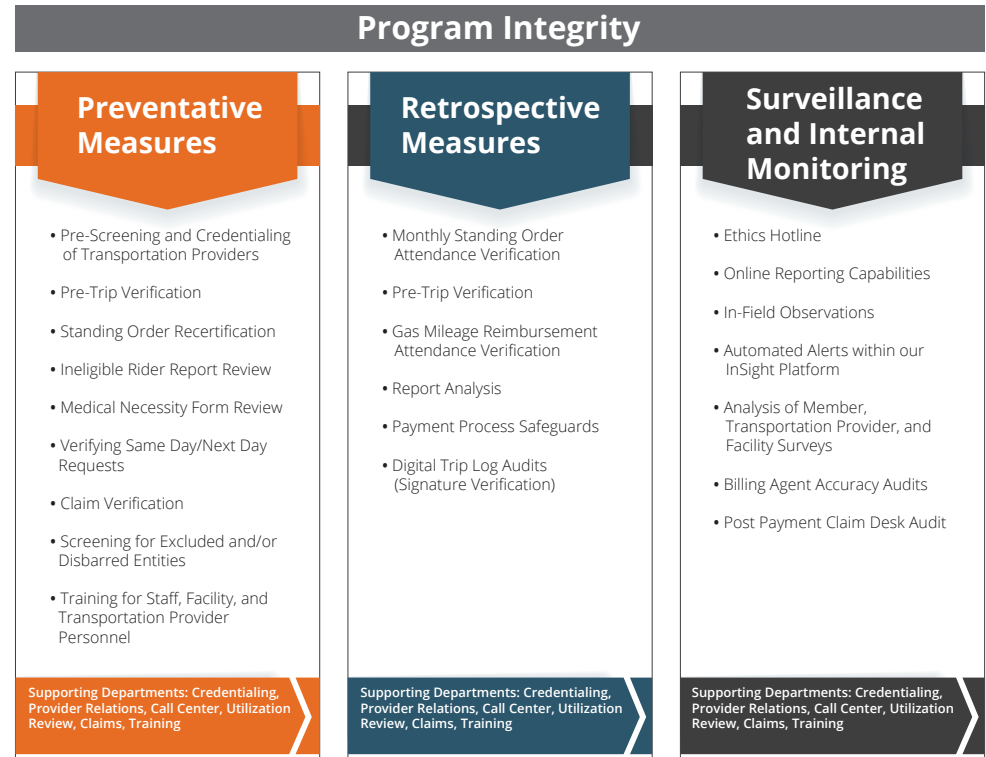 Program Integrity
Preventative
Measures
• Pre-Screening and Credentialing
of Transportation Providers
• Pre-Trip Verification
• Standing Order Recertification
• Ineligible Rider Report Review
• Medical Necessity Form Review
• Verifying Same Day/Next Day
Requests
• Claim Verification
• Screening for Excluded and/or
Disbarred Entities
• Training for Staff, Facility, and
Transportation Provider
Personnel
Supporting Departments: Credentialing,
Provider Relations, Call Center, Utilization
Review, Claims, Training
Retrospective
Measures
• Monthly Standing Order
Attendance Verification
• Pre-Trip Verification
• Gas Mileage Reimbursement
Attendance Verification
• Report Analysis
• Payment Process Safeguards
• Digital Trip Log Audits
(Signature Verification)
Supporting Departments: Credentialing,
Provider Relations, Call Center, Utilization
Review, Claims, Training
Surveillance
and Internal
Monitoring
• Ethics Hotline
• Online Reporting Capabilities
• In-Field Observations
• Automated Alerts within our
InSight Platform
• Analysis of Member,
Transportation Provider, and
Facility Surveys
• Billing Agent Accuracy Audits
• Post Payment Claim Desk Audit
Supporting Departments: Credentialing,
Provider Relations, Call Center, Utilization
Review, Claims, Training